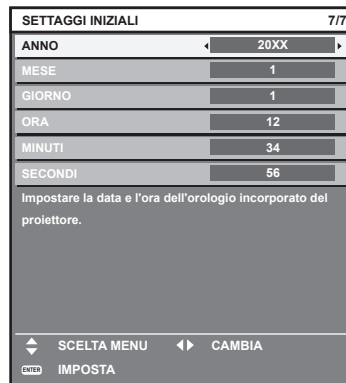 SETTAGGI INIZIALI 7/7
ANNO 20XX
MESE 1
GIORNO 1
ORA 12
MINUTI 34
SECONDI 56
Impostare la data e l'ora dell'orologio incorporato del
proiettore.
SCELTA MENU CAMBIA
ENTER IMPOSTA